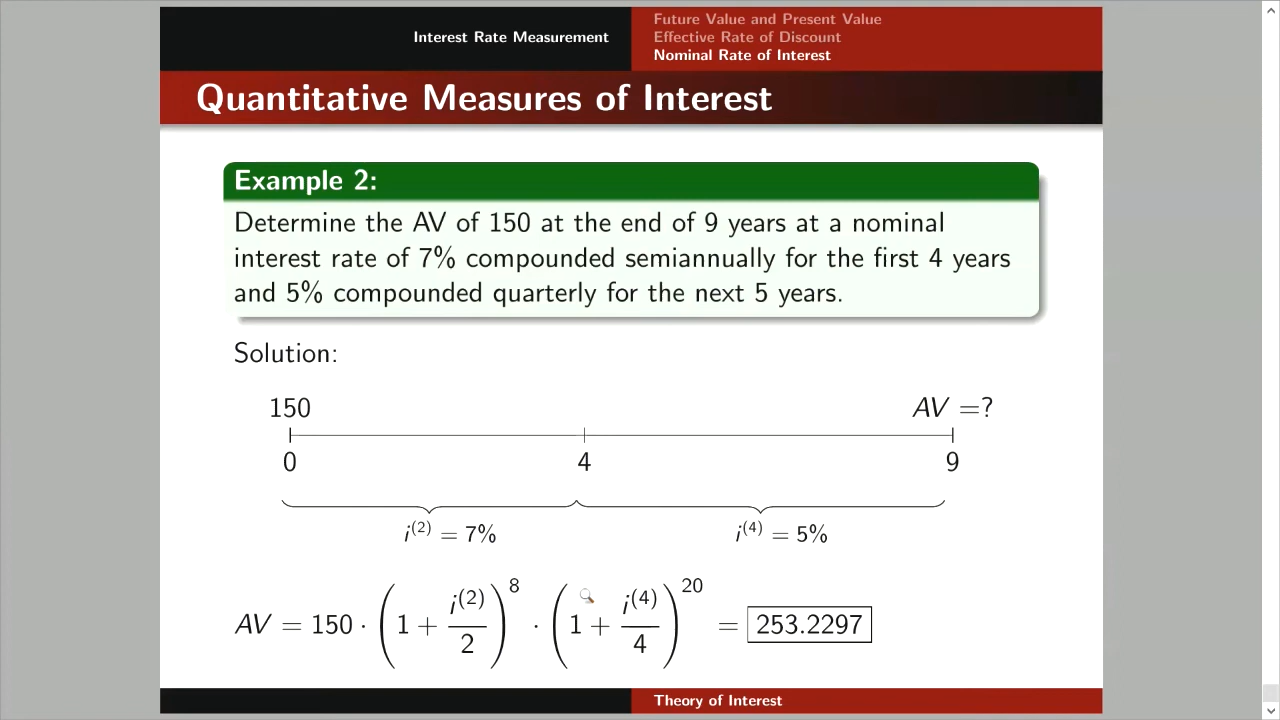 Interest Rate Measurement
Future Value and Present Value
Effective Rate of Discount
Nominal Rate of Interest
Quantitative Measures of Interest
Example 2:
Determine the AV of 150 at the end of 9 years at a nominal
interest rate of 7% compounded semiannually for the first 4 years
and 5% compounded quarterly for the next 5 years.
Solution:
150 AV =?
0 4 9
i^(2) = 7% i^(4) = 5%
AV = 150 · (1 + i^(2)/2)^8 · (1 + i^(4)/4)^20 = 253.2297
Theory of Interest